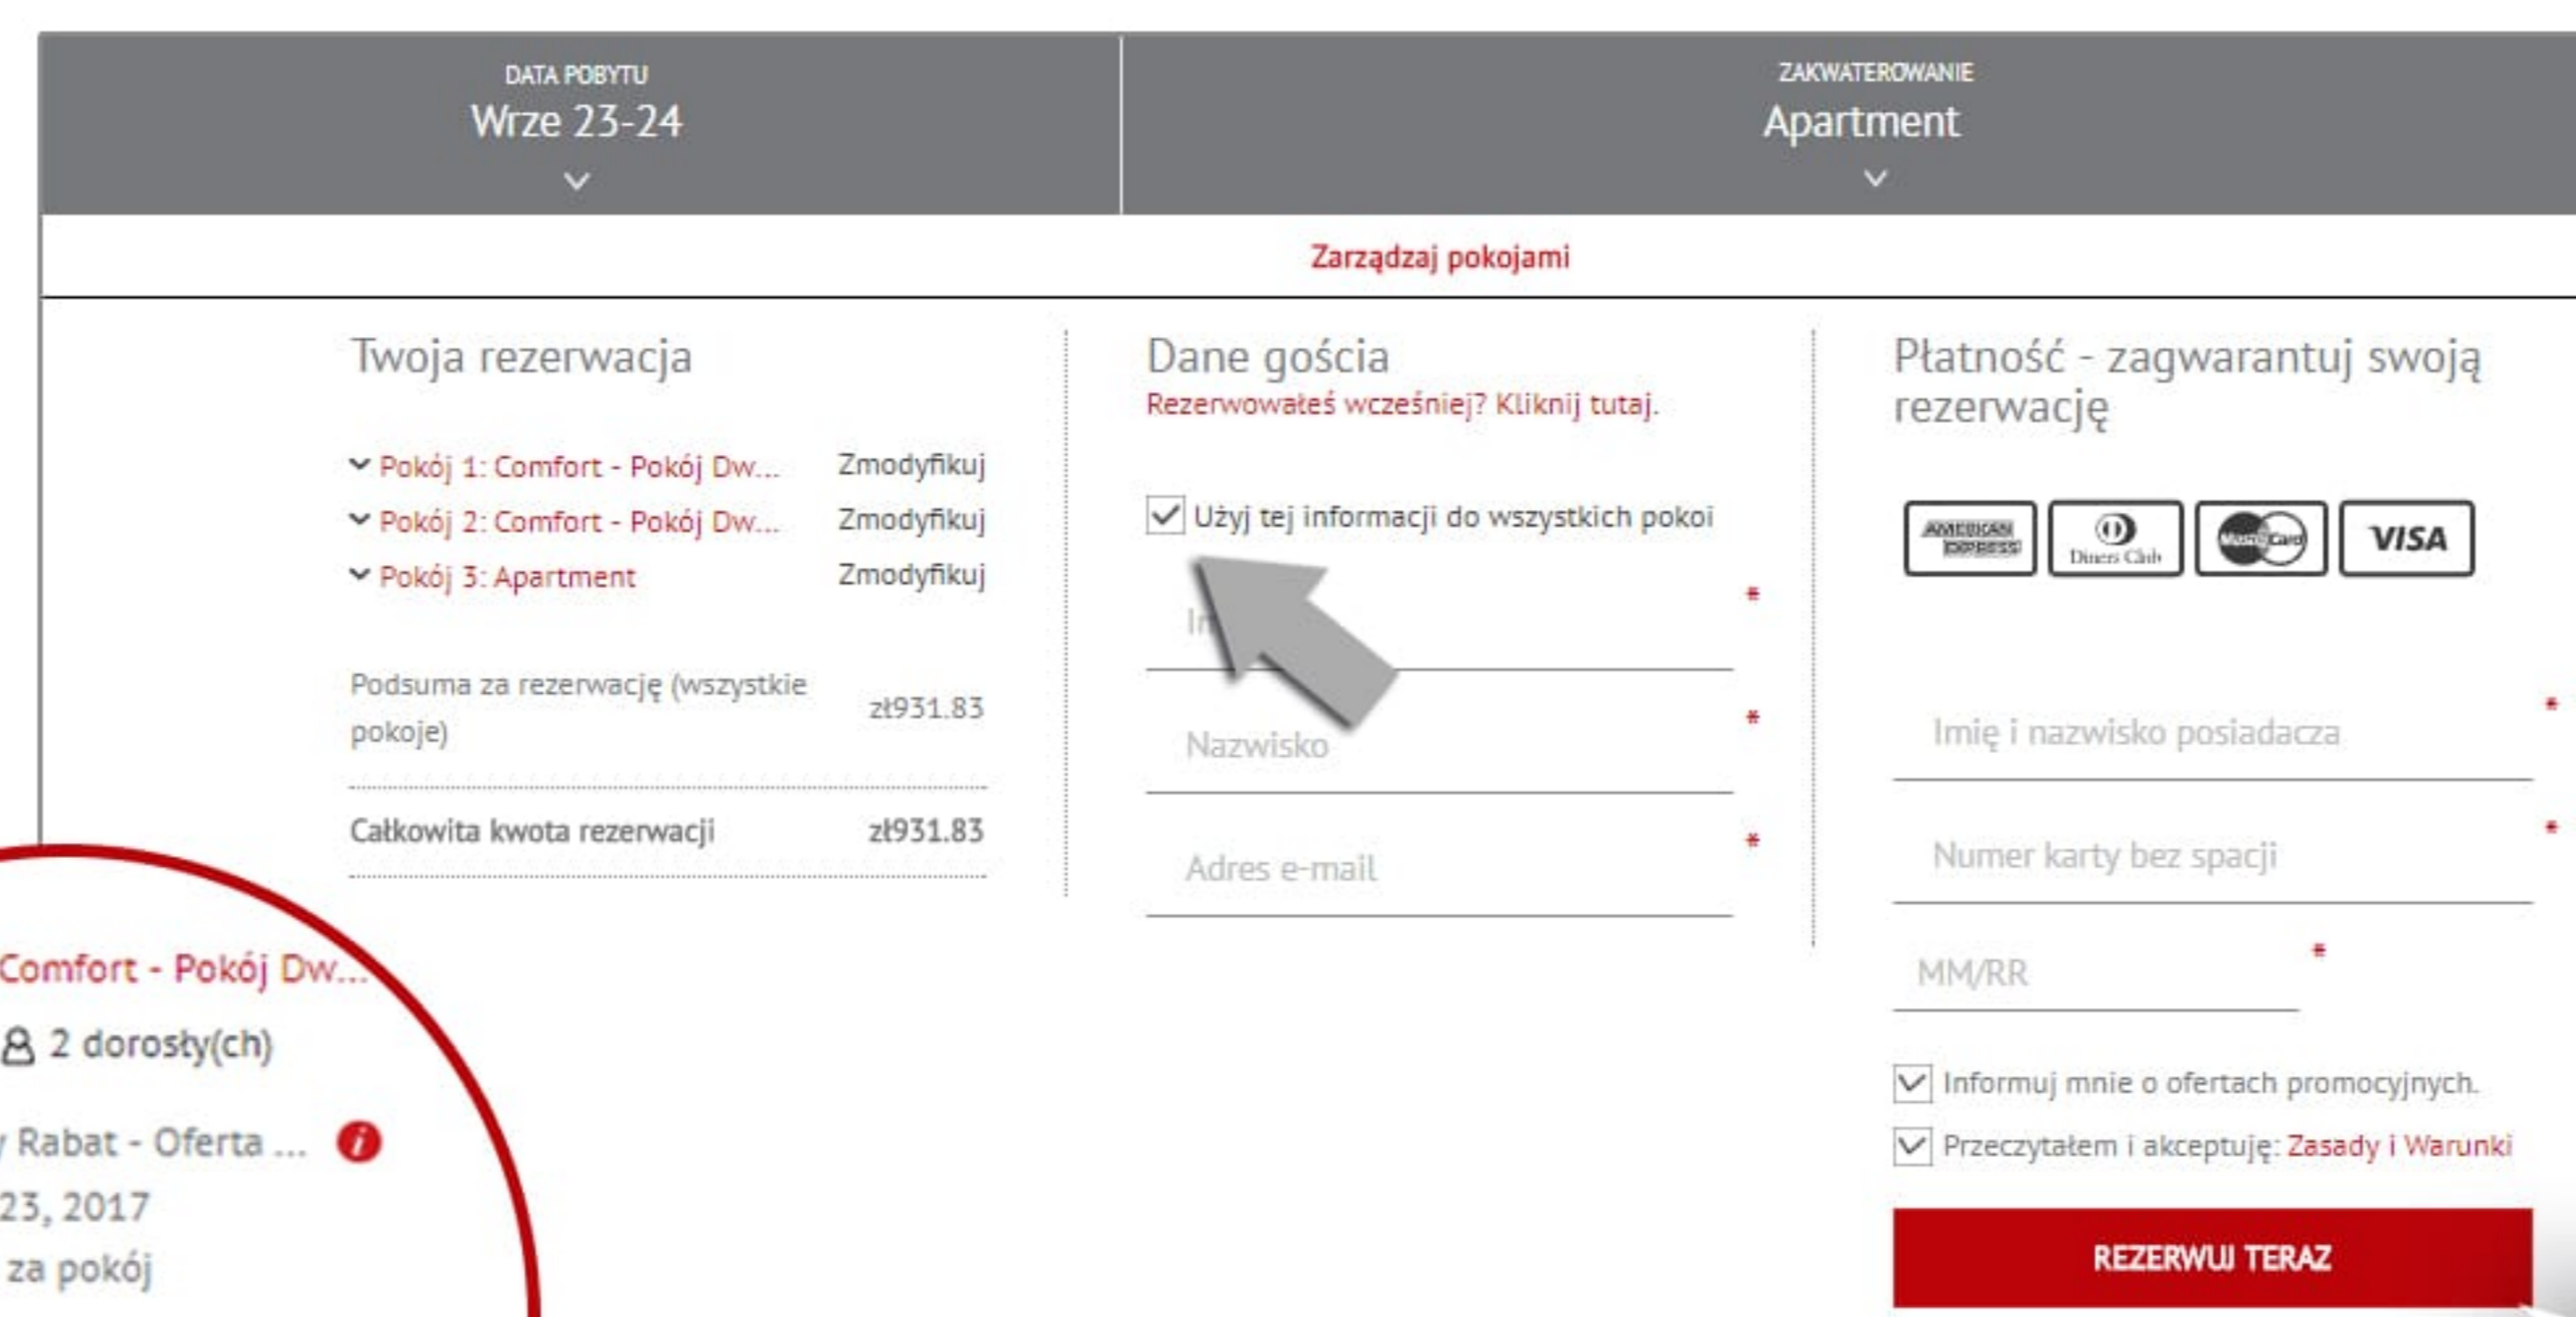 DATA POBYTU
Wrze 23-24
ZAKWATEROWANIE
Apartment
Zarządzaj pokojami
Twoja rezerwacja
Pokój 1: Comfort - Pokój Dw... Zmodyfikuj
Pokój 2: Comfort - Pokój Dw... Zmodyfikuj
Pokój 3: Apartment Zmodyfikuj
Podsuma za rezerwację (wszystkie
pokoje) zł931.83
Całkowita kwota rezerwacji zł931.83
Dane gościa
Rezerwowałeś wcześniej? Kliknij tutaj.
Użyj tej informacji do wszystkich pokoi
*
Nazwisko *
Adres e-mail *
Płatność - zagwarantuj swoją
rezerwację
AMERICAN
EXPRESS
Diners Club
MasterCard
VISA
Imię i nazwisko posiadacza *
Numer karty bez spacji *
MM/RR *
Informuj mnie o ofertach promocyjnych.
Przeczytałem i akceptuję: Zasady i Warunki
REZERWUJ TERAZ
Comfort - Pokój Dw...
2 dorosły(ch)
y Rabat - Oferta ... i
23, 2017
za pokój